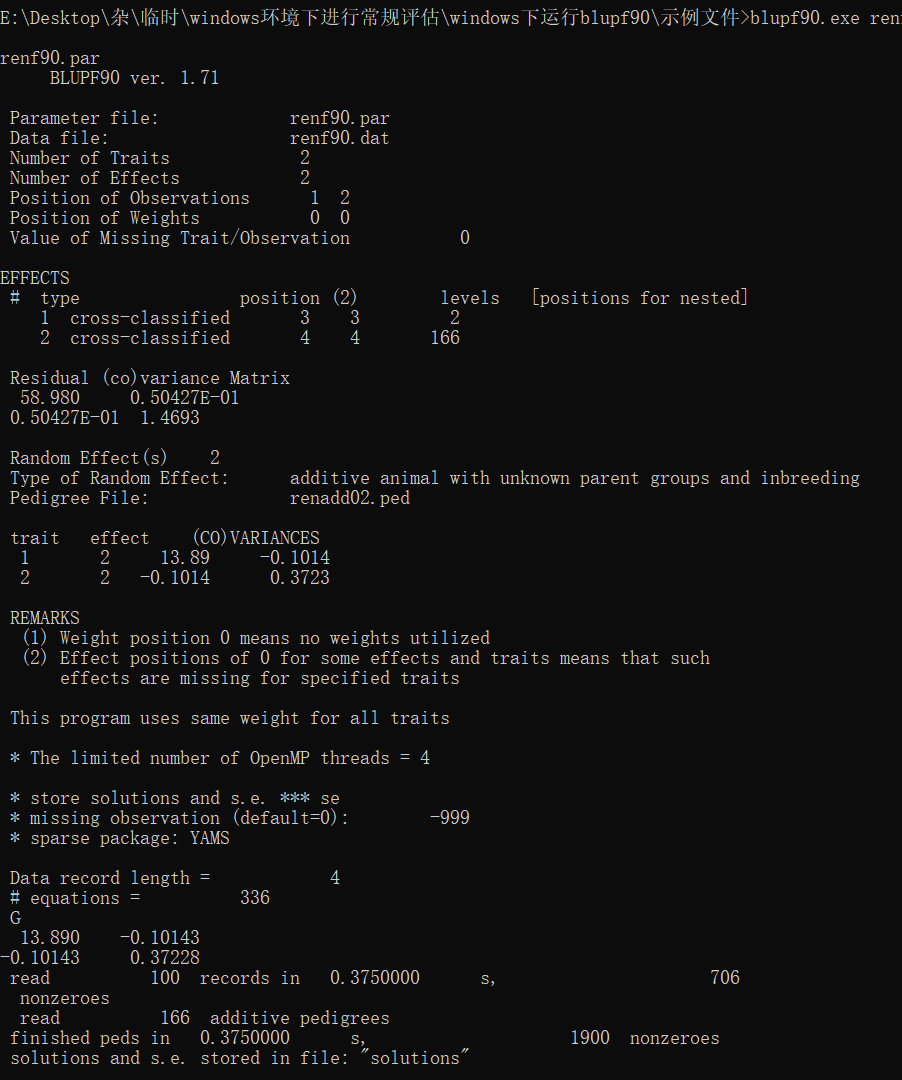 E:\Desktop\杂\临时\windows环境下进行常规评估\windows下运行blupf90\示例文件>blupf90.exe renf
renf90.par
BLUPF90 ver. 1.71
Parameter file: renf90.par
Data file: renf90.dat
Number of Traits 2
Number of Effects 2
Position of Observations 1 2
Position of Weights 0 0
Value of Missing Trait/Observation 0
EFFECTS
# type position (2) levels [positions for nested]
1 cross-classified 3 3 2
2 cross-classified 4 4 166
Residual (co)variance Matrix
58.980 0.50427E-01
0.50427E-01 1.4693
Random Effect(s) 2
Type of Random Effect: additive animal with unknown parent groups and inbreeding
Pedigree File: renadd02.ped
trait effect (CO)VARIANCES
1 2 13.89 -0.1014
2 2 -0.1014 0.3723
REMARKS
(1) Weight position 0 means no weights utilized
(2) Effect positions of 0 for some effects and traits means that such
effects are missing for specified traits
This program uses same weight for all traits
* The limited number of OpenMP threads = 4
* store solutions and s.e. *** se
* missing observation (default=0): -999
* sparse package: YAMS
Data record length = 4
# equations = 336
G
13.890 -0.10143
-0.10143 0.37228
read 100 records in 0.3750000 s, 706
nonzeroes
read 166 additive pedigrees
finished peds in 0.3750000 s, 1900 nonzeroes
solutions and s.e. stored in file: "solutions"